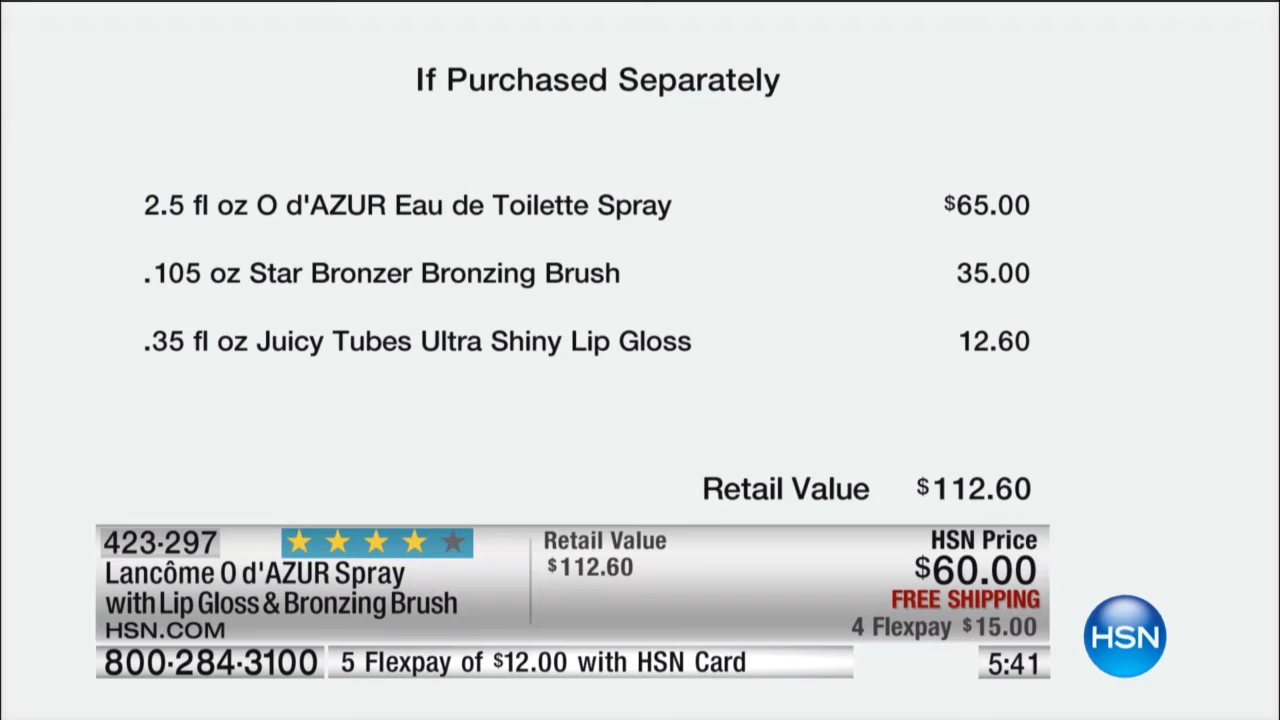 If Purchased Separately
2.5 fl oz O d'AZUR Eau de Toilette Spray $65.00
.105 oz Star Bronzer Bronzing Brush 35.00
.35 fl oz Juicy Tubes Ultra Shiny Lip Gloss 12.60
Retail Value $112.60
423-297
Lancôme O d'AZUR Spray
with Lip Gloss & Bronzing Brush
HSN.COM
Retail Value
$112.60
HSN Price
$60.00
FREE SHIPPING
4 Flexpay $15.00
800-284-3100 5 Flexpay of $12.00 with HSN Card 5:41
HSN